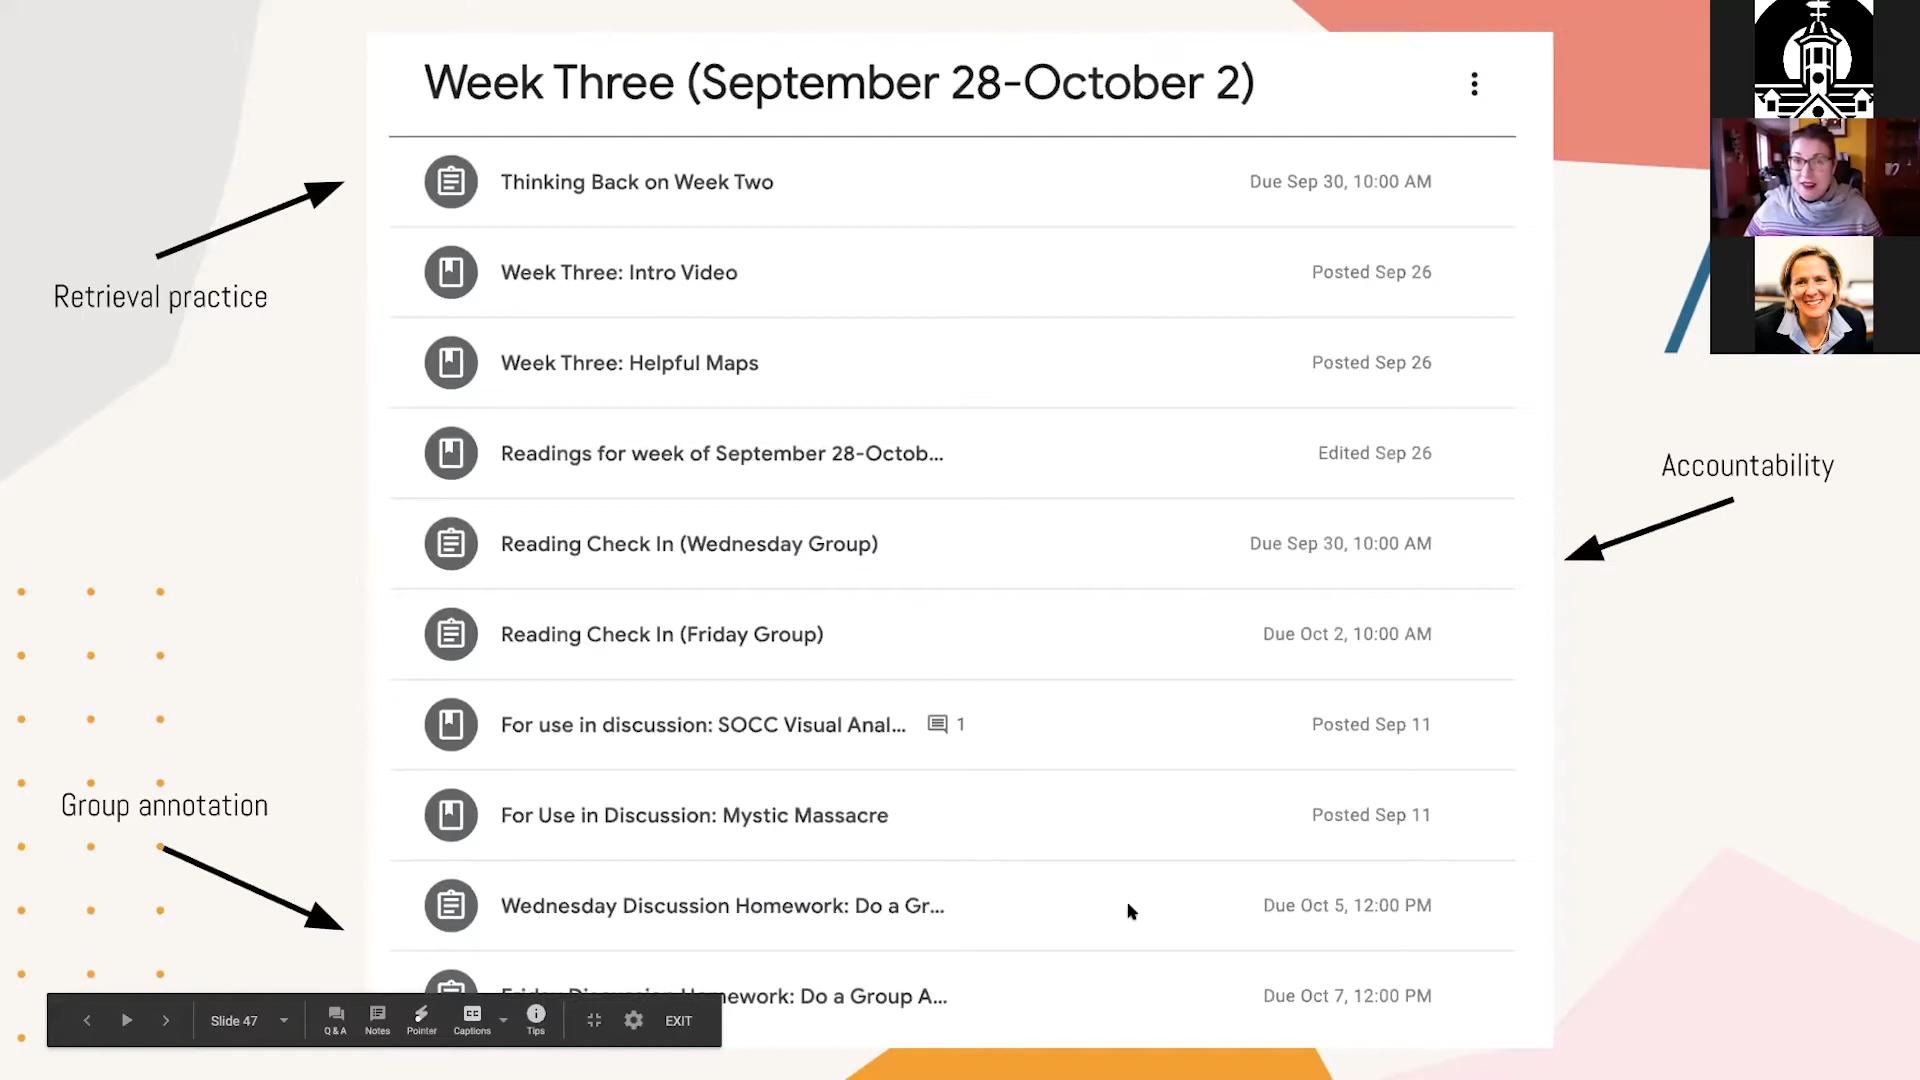 Week Three (September 28-October 2)
Thinking Back on Week Two
Due Sep 30, 10:00 AM
Retrieval practice
Week Three: Intro Video
Posted Sep 26
Week Three: Helpful Maps
Posted Sep 26
Readings for week of September 28-Octob...
Edited Sep 26
Accountability
Reading Check In (Wednesday Group)
Due Sep 30, 10:00 AM
Reading Check In (Friday Group)
Due Oct 2, 10:00 AM
For use in discussion: SOCC Visual Anal...
1
Posted Sep 11
Group annotation
For Use in Discussion: Mystic Massacre
Posted Sep 11
Wednesday Discussion Homework: Do a Gr...
Due Oct 5, 12:00 PM
Friday Discussion Homework: Do a Group A...
Due Oct 7, 12:00 PM
Slide 47
Q & A
Notes
Pointer
CC
Captions
Tips
EXIT